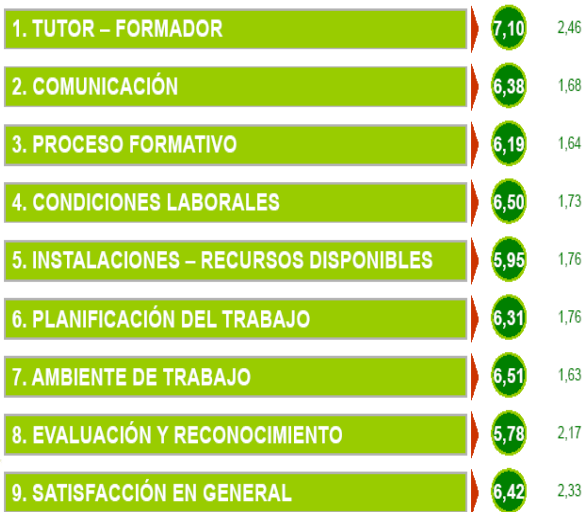 1. TUTOR – FORMADOR 7,10 2,46
2. COMUNICACIÓN 6,38 1,68
3. PROCESO FORMATIVO 6,19 1,64
4. CONDICIONES LABORALES 6,50 1,73
5. INSTALACIONES – RECURSOS DISPONIBLES 5,95 1,76
6. PLANIFICACIÓN DEL TRABAJO 6,31 1,76
7. AMBIENTE DE TRABAJO 6,51 1,63
8. EVALUACIÓN Y RECONOCIMIENTO 5,78 2,17
9. SATISFACCIÓN EN GENERAL 6,42 2,33